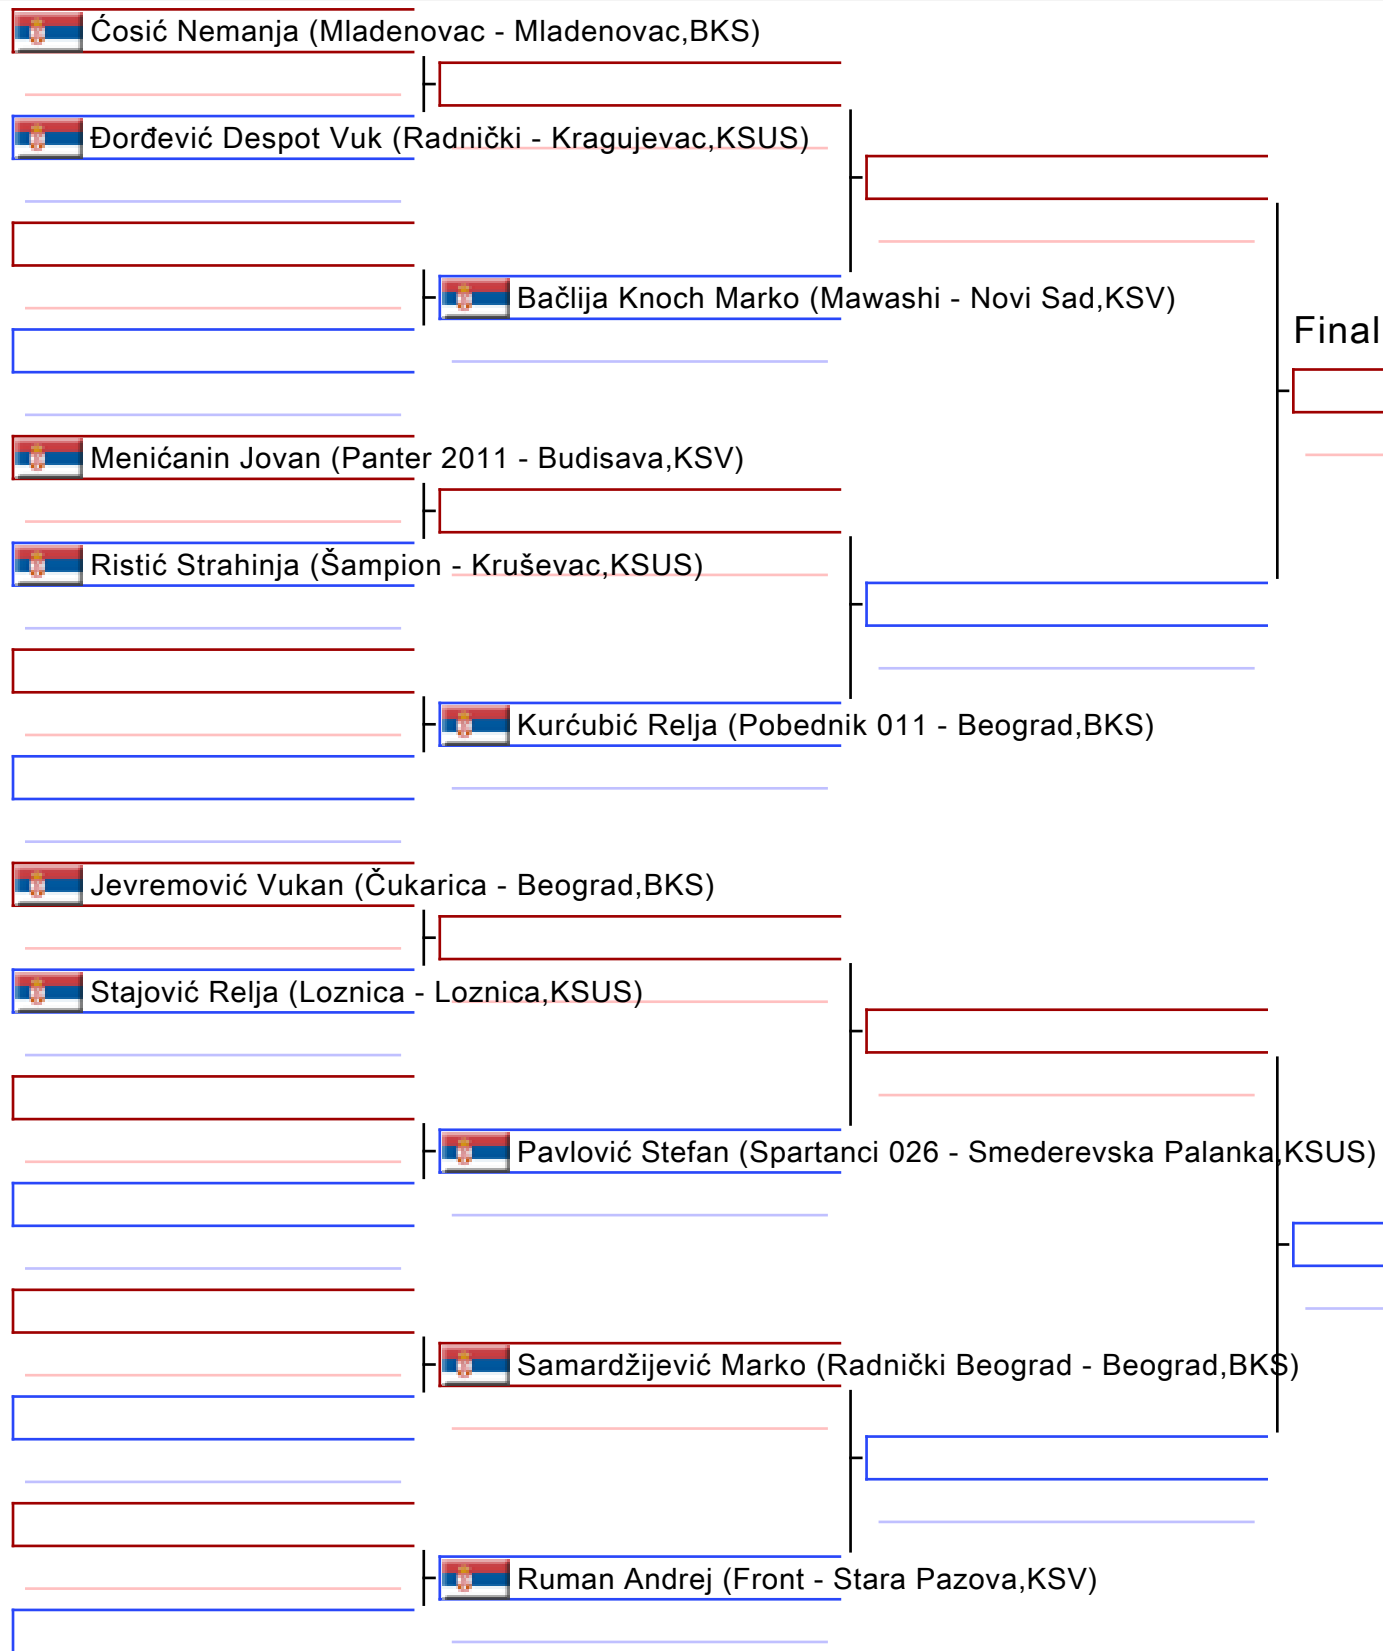 Ćosić Nemanja (Mladenovac - Mladenovac,BKS)
Đorđević Despot Vuk (Radnički - Kragujevac,KSUS)
Bačlija Knoch Marko (Mawashi - Novi Sad,KSV)
Final
Menićanin Jovan (Panter 2011 - Budisava,KSV)
Ristić Strahinja (Šampion - Kruševac,KSUS)
Kurćubić Relja (Pobednik 011 - Beograd,BKS)
Jevremović Vukan (Čukarica - Beograd,BKS)
Stajović Relja (Loznica - Loznica,KSUS)
Pavlović Stefan (Spartanci 026 - Smederevska Palanka,KSUS)
Samardžijević Marko (Radnički Beograd - Beograd,BKS)
Ruman Andrej (Front - Stara Pazova,KSV)